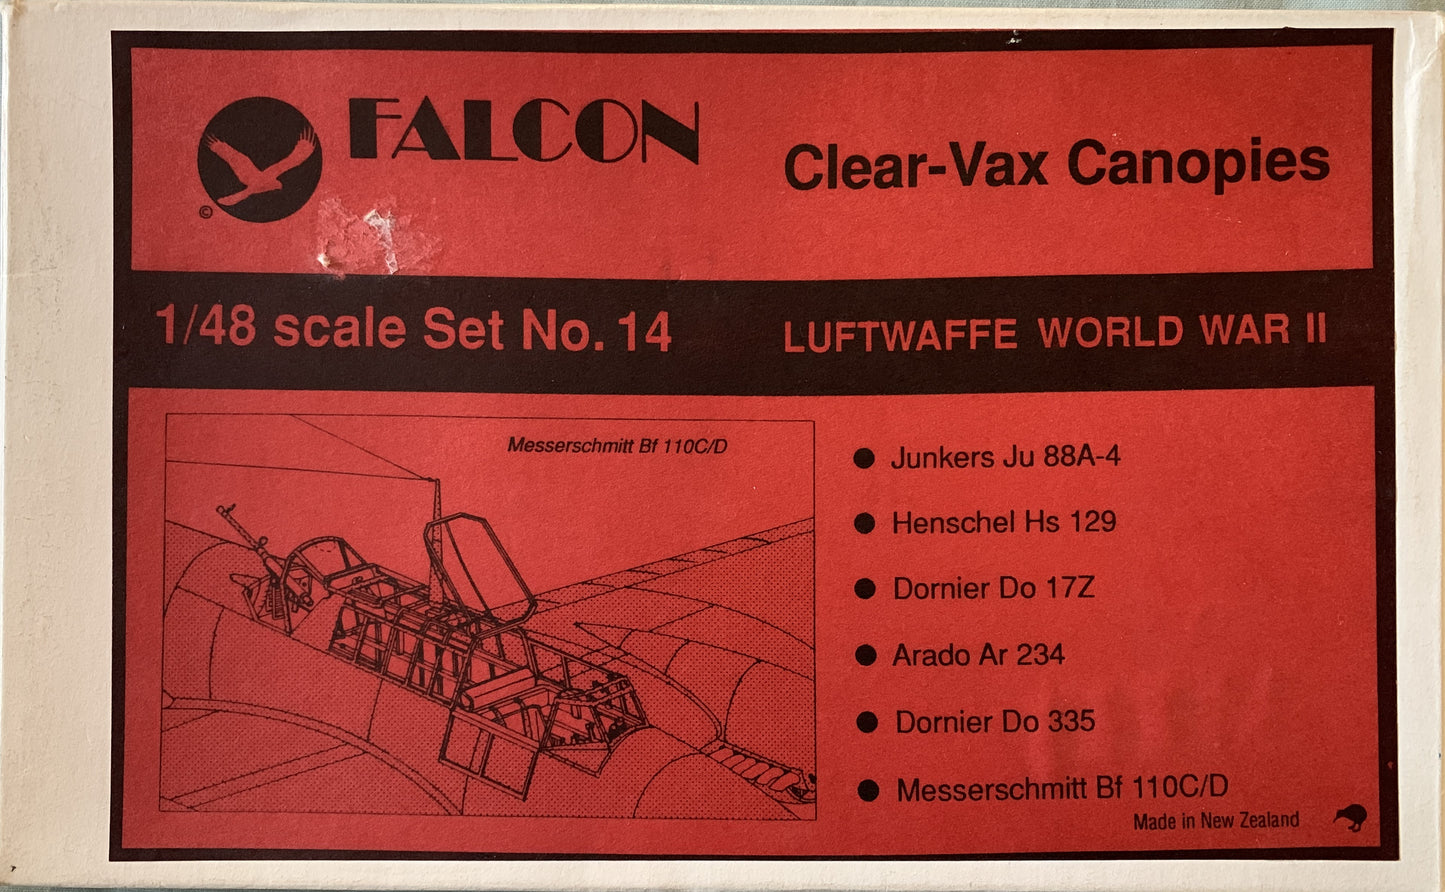 FALCON
Clear-Vax Canopies
©
1/48 scale Set No. 14
LUFTWAFFE WORLD WAR II
Messerschmitt Bf 110C/D
● Junkers Ju 88A-4
● Henschel Hs 129
● Dornier Do 17Z
● Arado Ar 234
● Dornier Do 335
● Messerschmitt Bf 110C/D
Made in New Zealand